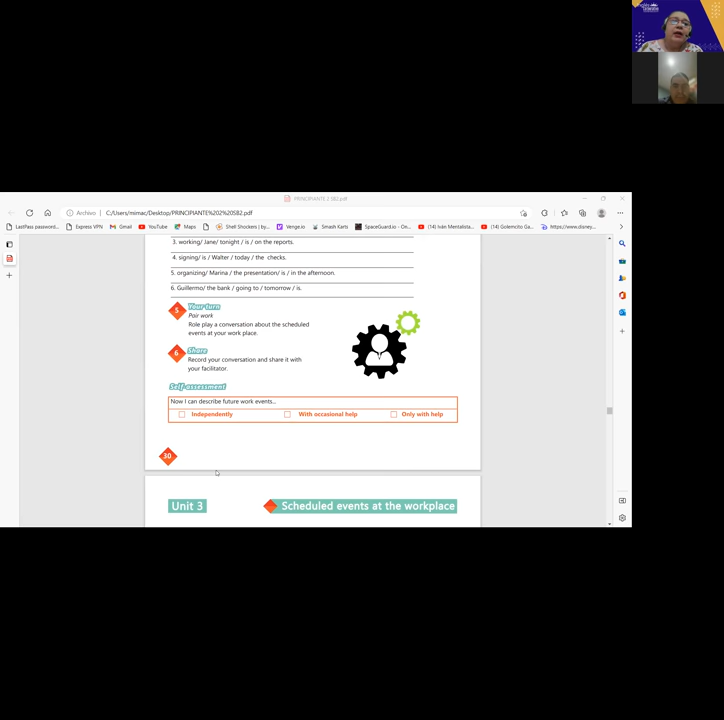 PRINCIPIANTE 2 SB2.pdf
Archivo | C:/Users/mimac/Desktop/PRINCIPIANTE%202%20SB2.pdf
LastPass password... Express VPN Gmail YouTube Maps Shell Shockers | by... Venge.io Smash Karts SpaceGuard.io - On... (14) Iván Mentalista... (14) Golemcito Ga... https://www.disney...
3. working/ Jane/ tonight / is / on the reports.
4. signing/ is / Walter / today / the checks.
5. organizing/ Marina / the presentation/ is / in the afternoon.
6. Guillermo/ the bank / going to / tomorrow / is.
5 Your turn
Pair work
Role play a conversation about the scheduled
events at your work place.
6 Share
Record your conversation and share it with
your facilitator.
Self-assessment
Now I can describe future work events...
Independently With occasional help Only with help
30
Unit 3 Scheduled events at the workplace